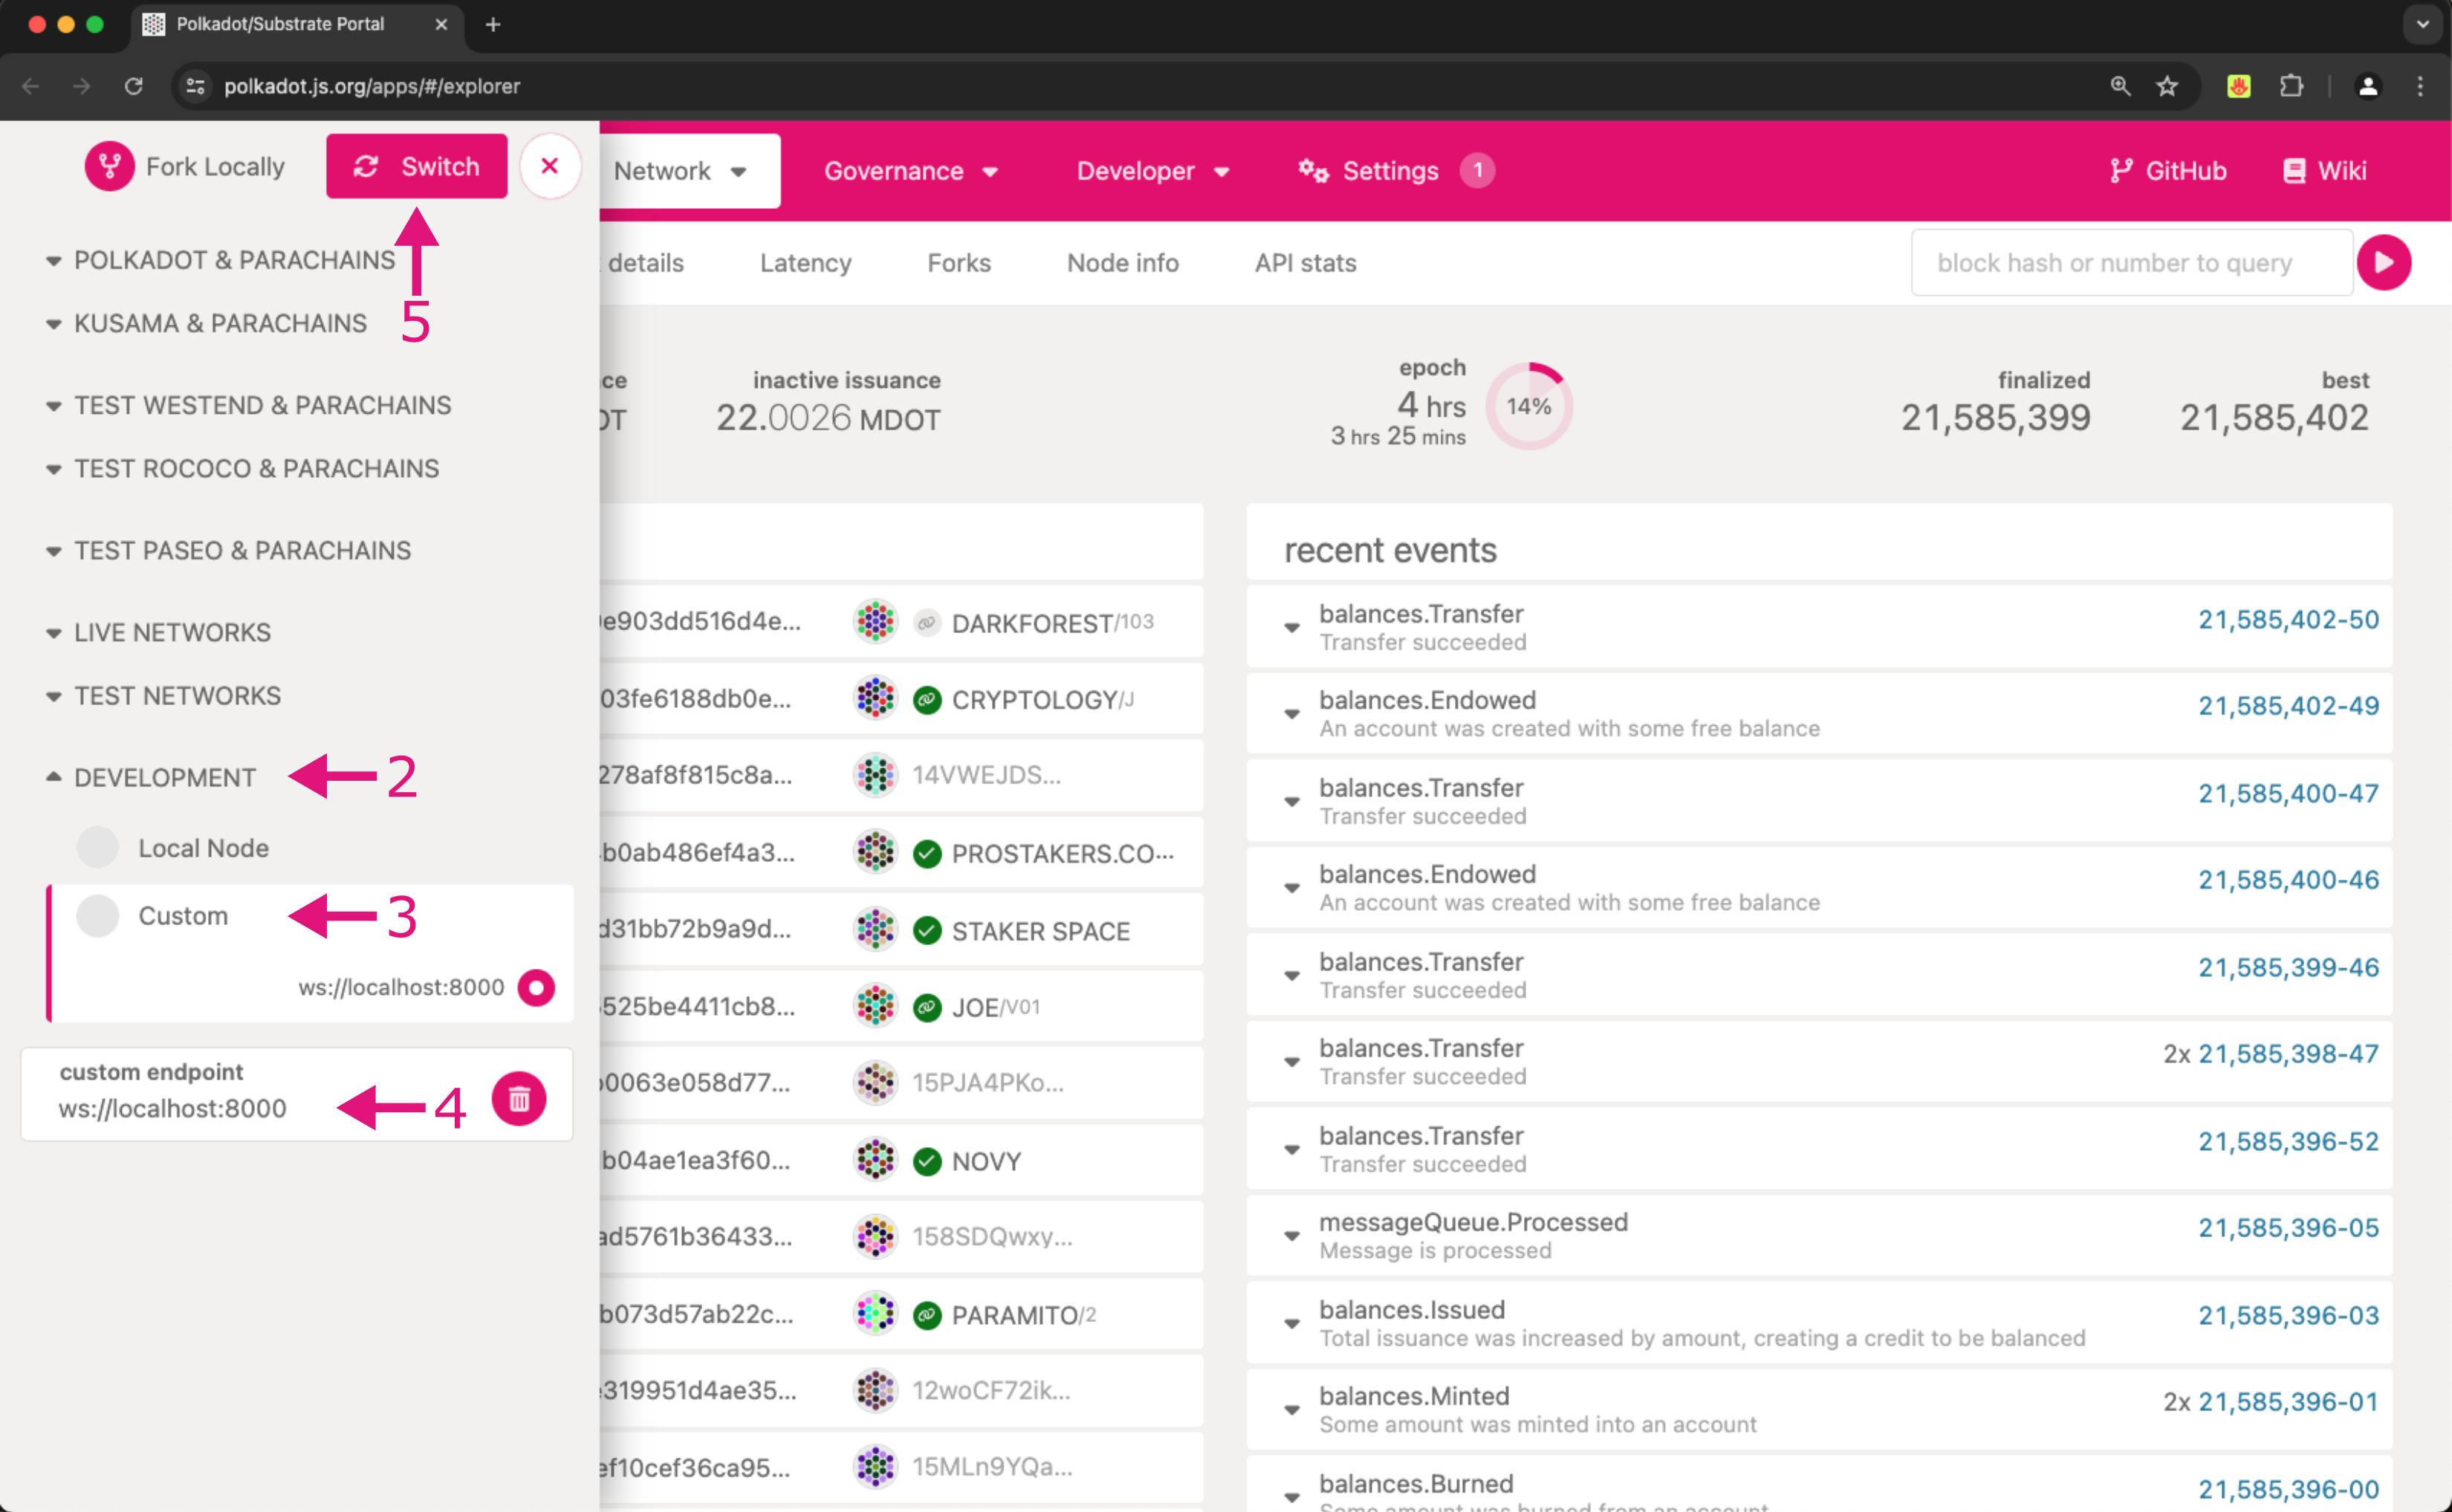 Polkadot/Substrate Portal
polkadot.js.org/apps/#/explorer
Fork Locally
Switch
Network
Governance
Developer
Settings
1
GitHub
Wiki
POLKADOT & PARACHAINS
5
KUSAMA & PARACHAINS
TEST WESTEND & PARACHAINS
TEST ROCOCO & PARACHAINS
TEST PASEO & PARACHAINS
LIVE NETWORKS
TEST NETWORKS
DEVELOPMENT
2
Local Node
Custom
3
ws://localhost:8000
custom endpoint
ws://localhost:8000
4
details
Latency
Forks
Node info
API stats
block hash or number to query
inactive issuance
22.0026 MDOT
epoch
4 hrs
3 hrs 25 mins
14%
finalized
21,585,399
best
21,585,402
e903dd516d4e...
DARKFOREST/103
03fe6188db0e...
CRYPTOLOGY/J
278af8f815c8a...
14VWEJDS...
b0ab486ef4a3...
PROSTAKERS.CO...
d31bb72b9a9d...
STAKER SPACE
525be4411cb8...
JOE/V01
0063e058d77...
15PJA4PKo...
b04ae1ea3f60...
NOVY
ad5761b36433...
158SDQwxy...
b073d57ab22c...
PARAMITO/2
319951d4ae35...
12woCF72ik...
ef10cef36ca95...
15MLn9YQa...
recent events
balances.Transfer
Transfer succeeded
21,585,402-50
balances.Endowed
An account was created with some free balance
21,585,402-49
balances.Transfer
Transfer succeeded
21,585,400-47
balances.Endowed
An account was created with some free balance
21,585,400-46
balances.Transfer
Transfer succeeded
21,585,399-46
balances.Transfer
Transfer succeeded
2x 21,585,398-47
balances.Transfer
Transfer succeeded
21,585,396-52
messageQueue.Processed
Message is processed
21,585,396-05
balances.Issued
Total issuance was increased by amount, creating a credit to be balanced
21,585,396-03
balances.Minted
Some amount was minted into an account
2x 21,585,396-01
balances.Burned
21,585,396-00